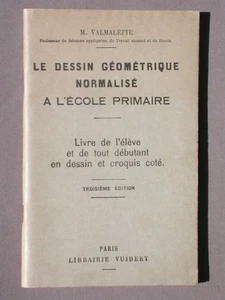 M. VALMALETTE
Professeur de Sciences appliquées, de Travail manuel et de Dessin
LE DESSIN GÉOMÉTRIQUE
NORMALISÉ
A L'ÉCOLE PRIMAIRE
Livre de l'élève
et de tout débutant
en dessin et croquis coté.
TROISIÈME ÉDITION
PARIS
LIBRAIRIE VUIBERT